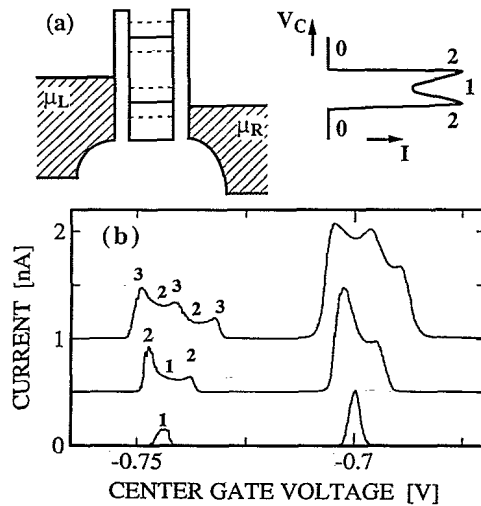 (a)
μL
μR
VC
0
2
1
2
0
I
(b)
CURRENT [nA]
2
1
0
3 2 3 2 3
2 1 2
1
-0.75 -0.7
CENTER GATE VOLTAGE [V]